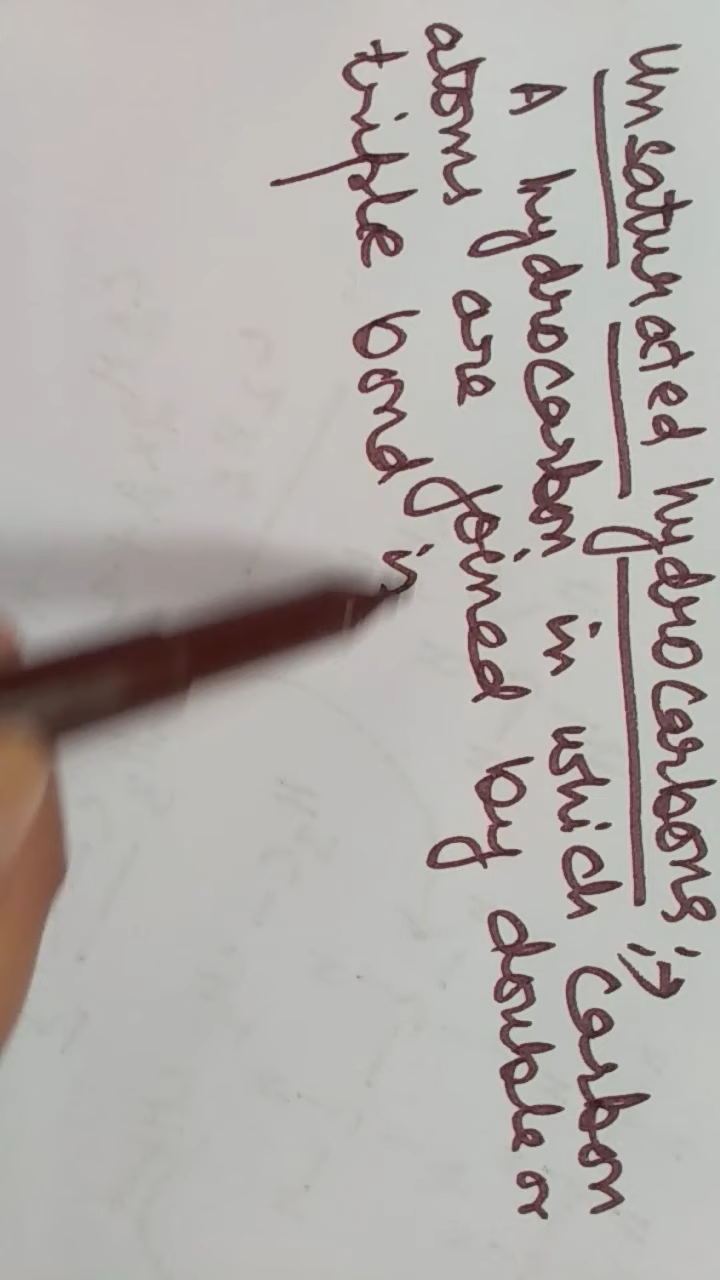 Unsaturated hydrocarbons :→
A hydrocarbon in which Carbon
atoms are joined by double or
triple bond is